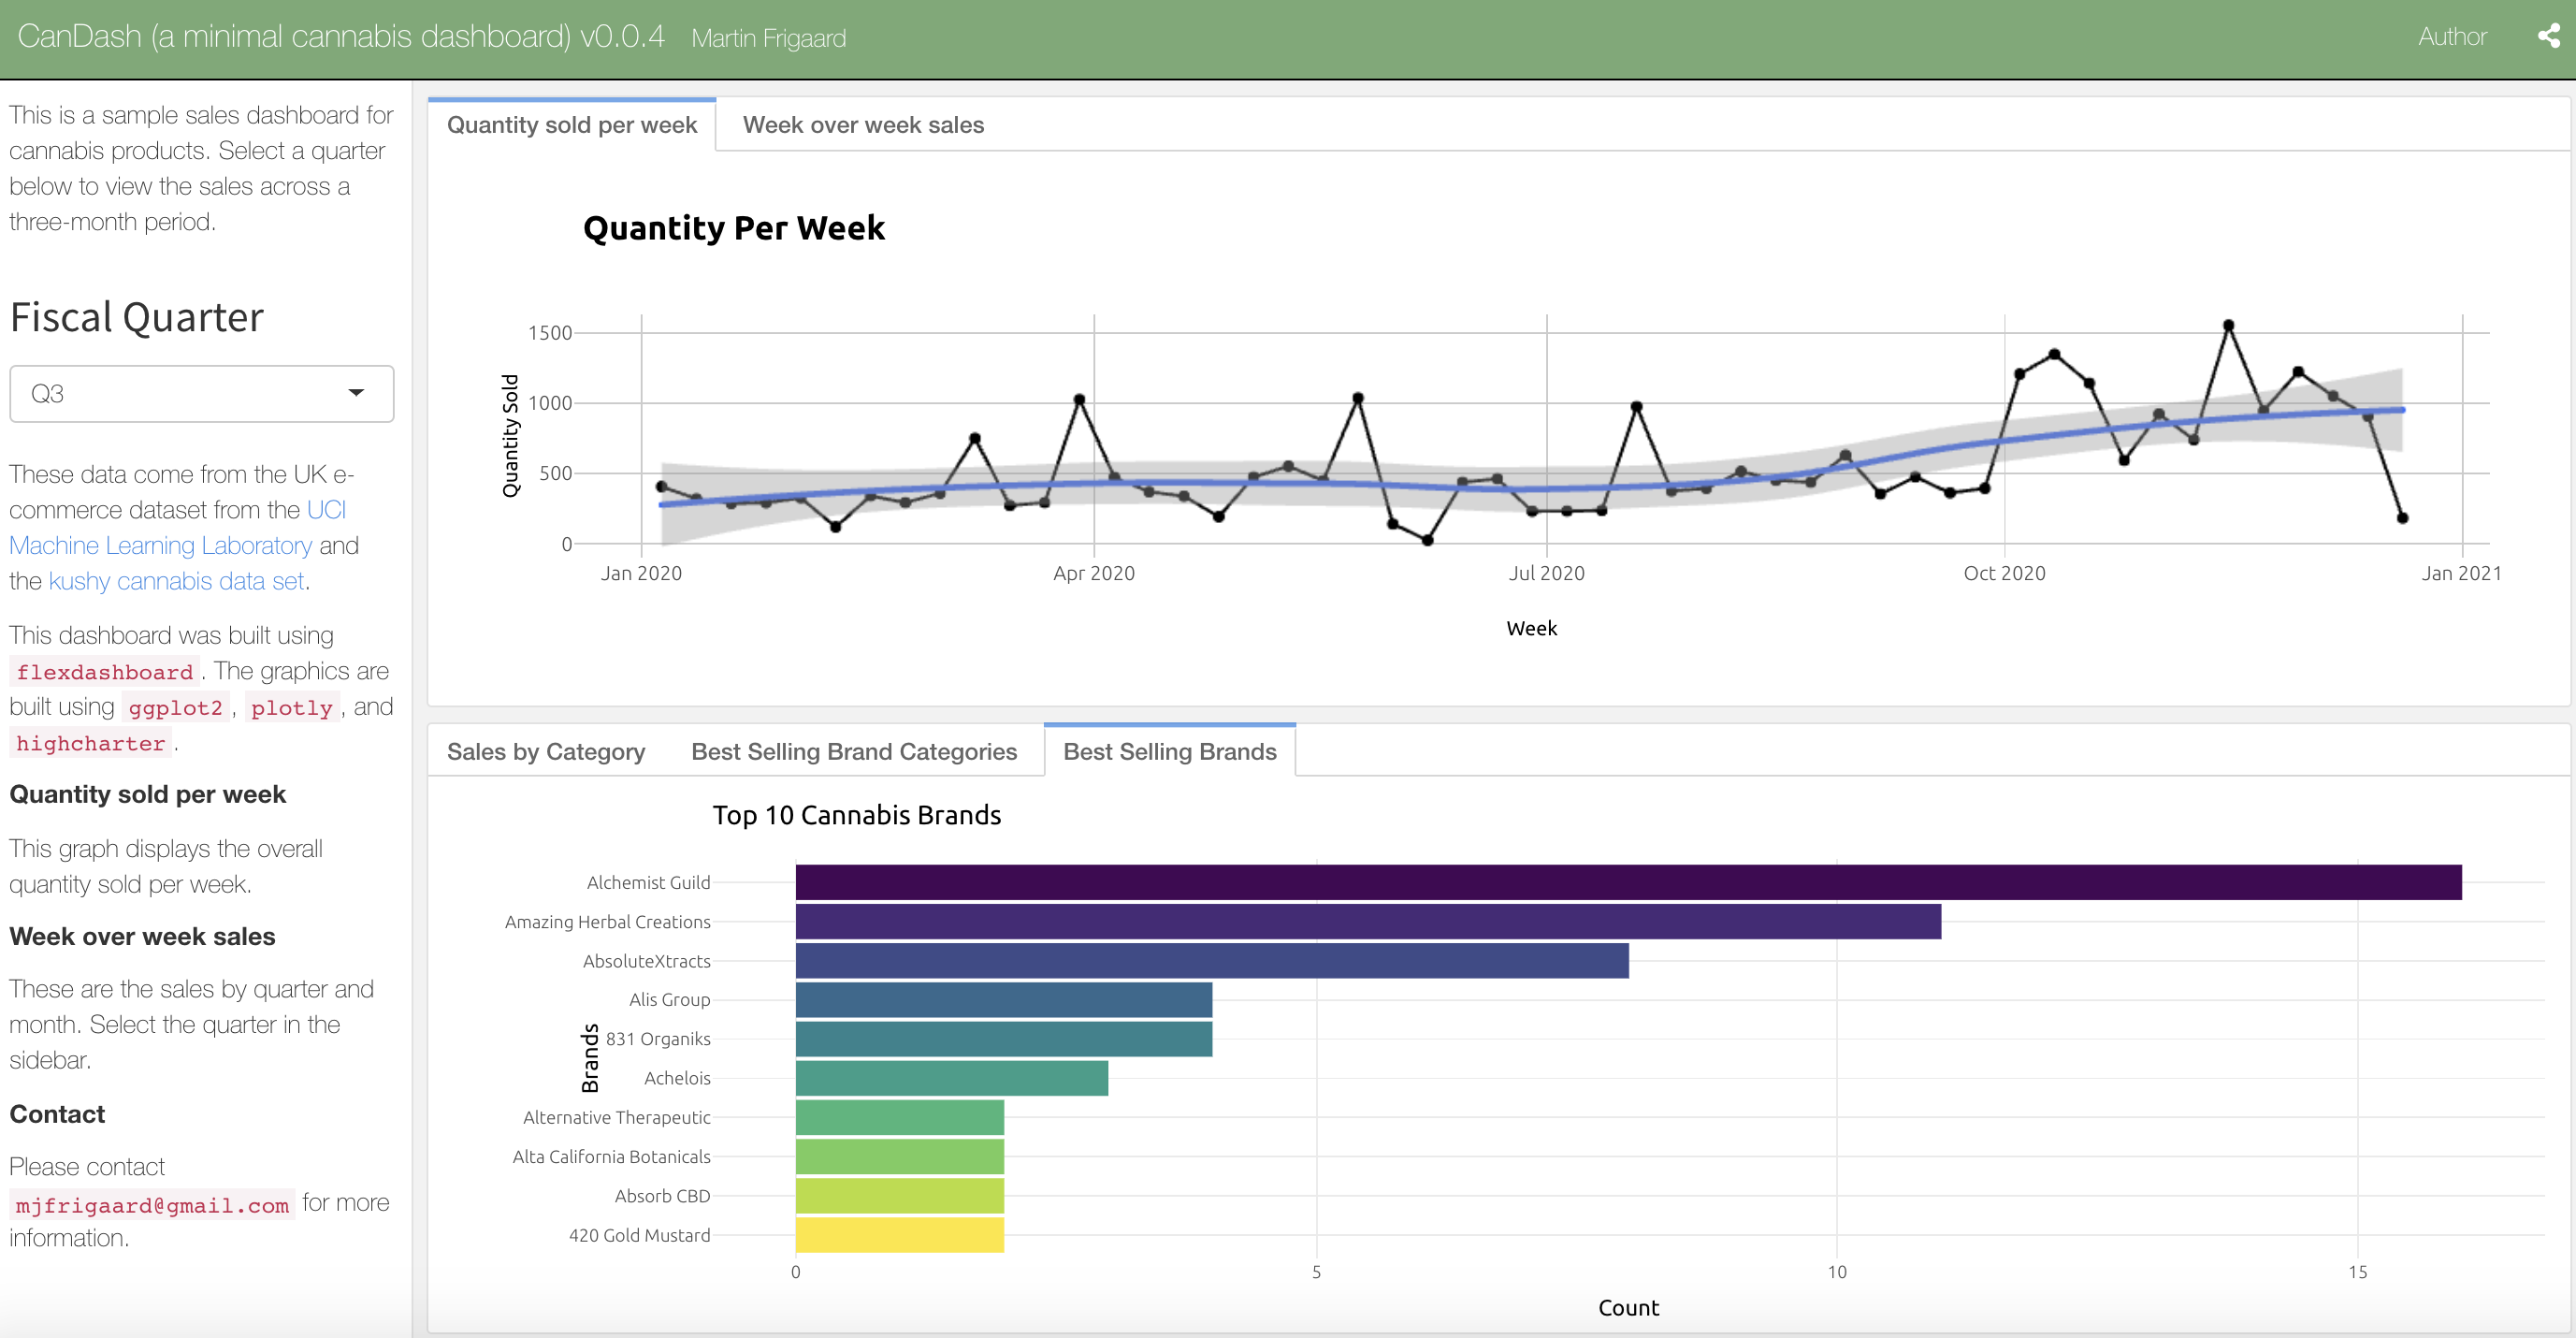 CanDash (a minimal cannabis dashboard) v0.0.4 Martin Frigaard
Author
This is a sample sales dashboard for
cannabis products. Select a quarter
below to view the sales across a
three-month period.
Fiscal Quarter
Q3
These data come from the UK e-
commerce dataset from the UCI
Machine Learning Laboratory and
the kushy cannabis data set.
This dashboard was built using
flexdashboard. The graphics are
built using ggplot2, plotly, and
highcharter.
Quantity sold per week
This graph displays the overall
quantity sold per week.
Week over week sales
These are the sales by quarter and
month. Select the quarter in the
sidebar.
Contact
Please contact
mjfrigaard@gmail.com for more
information.
Quantity sold per week
Week over week sales
Quantity Per Week
Quantity Sold
1500
1000
500
0
Jan 2020
Apr 2020
Jul 2020
Oct 2020
Jan 2021
Week
Sales by Category
Best Selling Brand Categories
Best Selling Brands
Top 10 Cannabis Brands
Brands
Alchemist Guild
Amazing Herbal Creations
AbsoluteXtracts
Alis Group
831 Organiks
Achelois
Alternative Therapeutic
Alta California Botanicals
Absorb CBD
420 Gold Mustard
0
5
10
15
Count